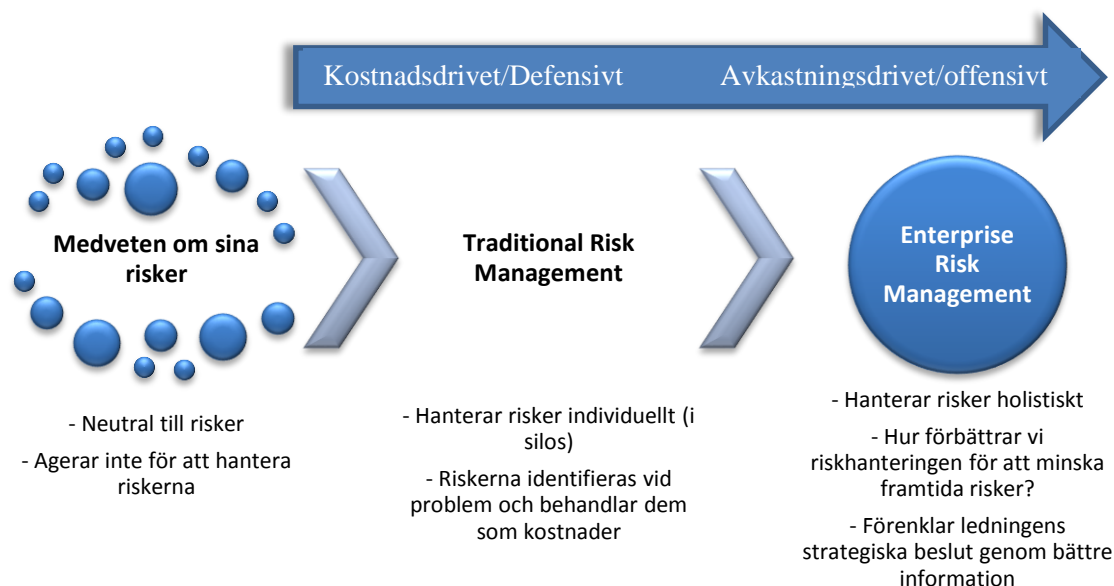 Kostnadsdrivet/Defensivt
Avkastningsdrivet/offensivt
Medveten om sina
risker
- Neutral till risker
- Agerar inte för att hantera
riskerna
Traditional Risk
Management
- Hanterar risker individuellt (i
silos)
- Riskerna identifieras vid
problem och behandlar dem
som kostnader
Enterprise
Risk
Management
- Hanterar risker holistiskt
- Hur förbättrar vi
riskhanteringen för att minska
framtida risker?
- Förenklar ledningens
strategiska beslut genom bättre
information